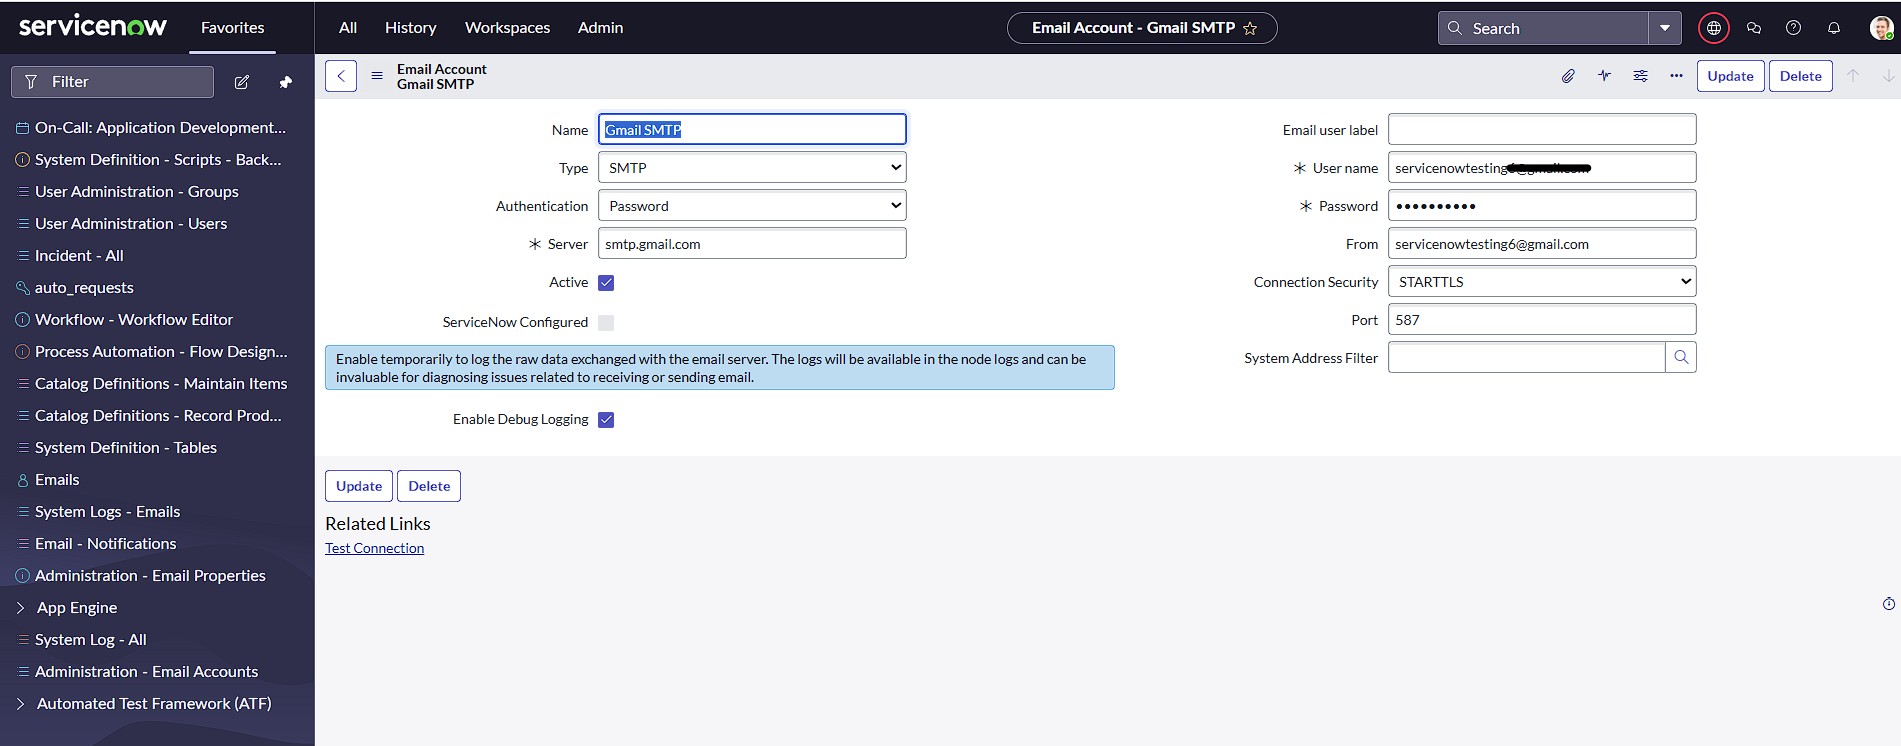 servicenow
Favorites
All
History
Workspaces
Admin
Email Account - Gmail SMTP
Search
Filter
Email Account
Gmail SMTP
Update
Delete
On-Call: Application Development...
System Definition - Scripts - Back...
User Administration - Groups
User Administration - Users
Incident - All
auto_requests
Workflow - Workflow Editor
Process Automation - Flow Design...
Catalog Definitions - Maintain Items
Catalog Definitions - Record Prod...
System Definition - Tables
Emails
System Logs - Emails
Email - Notifications
Administration - Email Properties
App Engine
System Log - All
Administration - Email Accounts
Automated Test Framework (ATF)
Name Gmail SMTP
Type SMTP
Authentication Password
Server smtp.gmail.com
Active
ServiceNow Configured
Enable temporarily to log the raw data exchanged with the email server. The logs will be available in the node logs and can be
invaluable for diagnosing issues related to receiving or sending email.
Enable Debug Logging
Email user label
User name servicenowtesting
Password ••••••••••
From servicenowtesting6@gmail.com
Connection Security STARTTLS
Port 587
System Address Filter
Update
Delete
Related Links
Test Connection